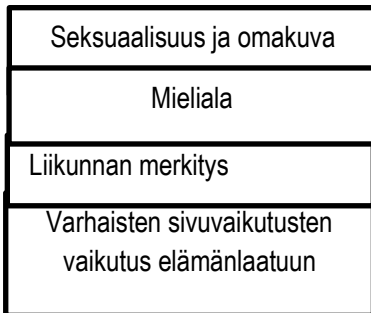 Seksuaalisuus ja omakuva
Mieliala
Liikunnan merkitys
Varhaisten sivuvaikutusten
vaikutus elämänlaatuun